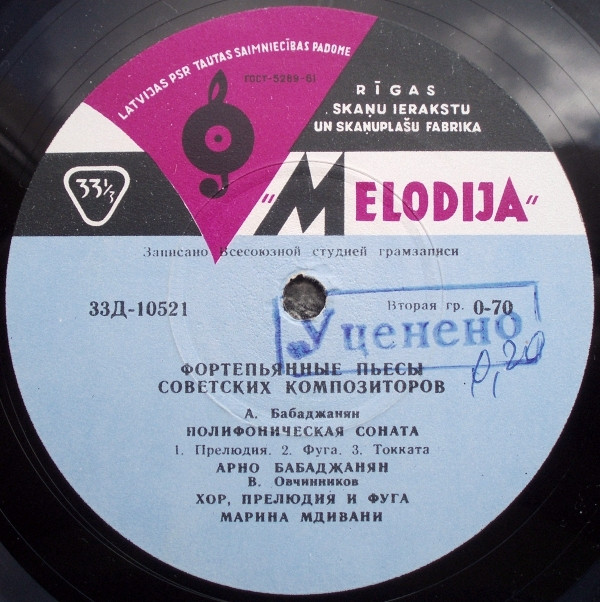 LATVIJAS PSR TAUTAS SAIMNIECĪBAS PADOME
ГОСТ-5289-61
RĪGAS
SKAŅU IERAKSTU
UN SKAŅUPLAŠU FABRIKA
33⅓
"MELODIJA"
Записано Всесоюзной студией грамзаписи
33Д-10521
Вторая гр. 0-70
Уценено
0,20
ФОРТЕПЬЯННЫЕ ПЬЕСЫ
СОВЕТСКИХ КОМПОЗИТОРОВ
А. Бабаджанян
ПОЛИФОНИЧЕСКАЯ СОНАТА
1. Прелюдия. 2. Фуга. 3. Токката
АРНО БАБАДЖАНЯН
В. Овчинников
ХОР, ПРЕЛЮДИЯ И ФУГА
МАРИНА МДИВАНИ